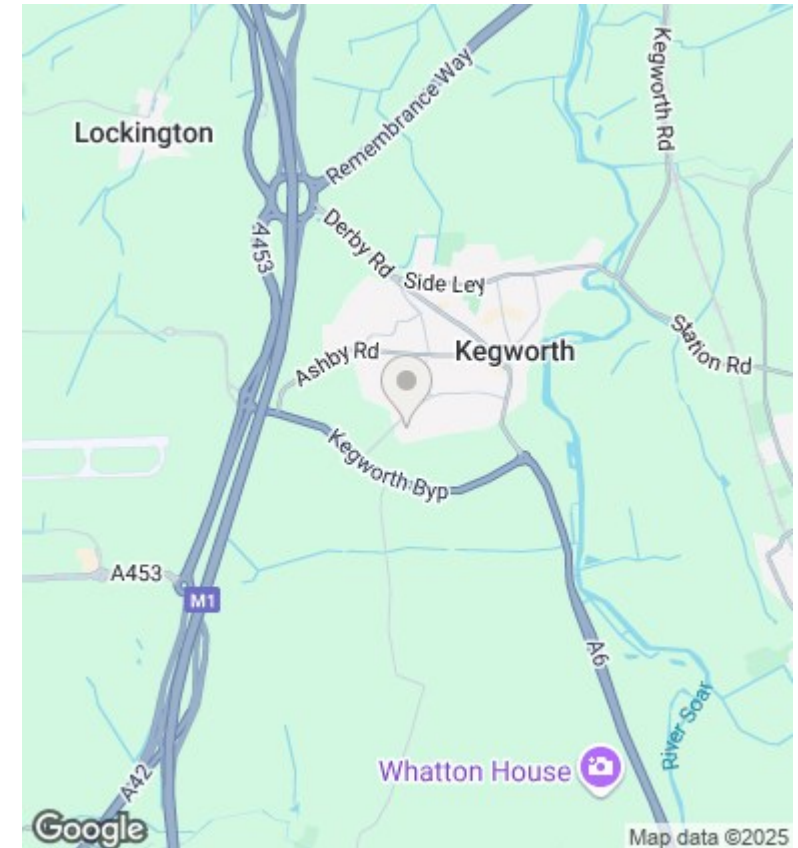 Lockington
Remembrance Way
Kegworth Rd
A453
Derby Rd
Side Ley
Station Rd
Ashby Rd
Kegworth
Kegworth Byp
A453
M1
A6
River Soar
Whatton House
A42
Google
Map data ©2025